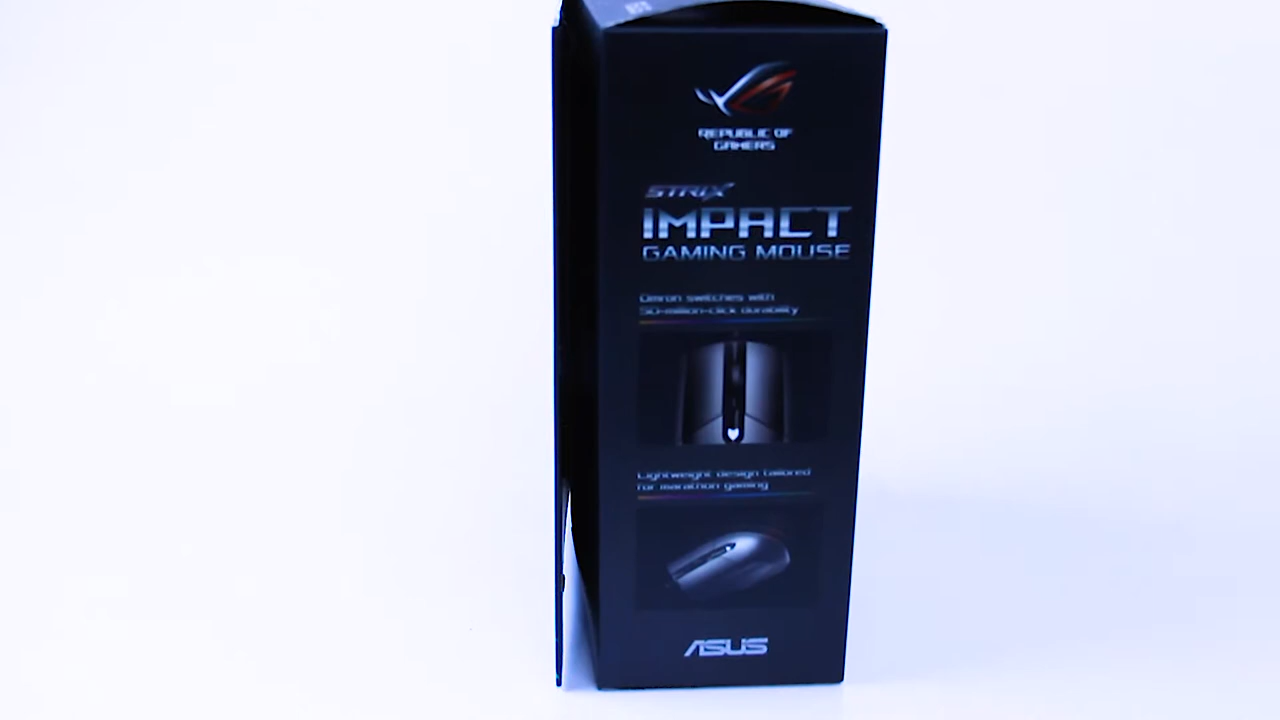 REPUBLIC OF
GAMERS
STRIX
IMPACT
GAMING MOUSE
Omron switches with
50-million-click durability
Lightweight design tailored
for marathon gaming
ASUS